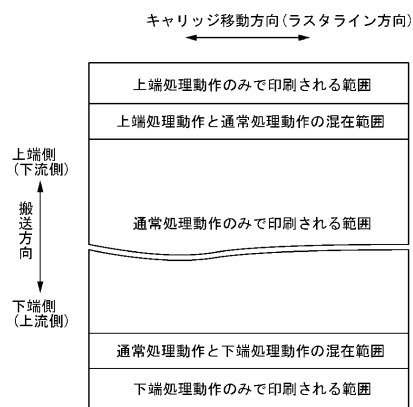 キャリッジ移動方向(ラスタライン方向)
上端処理動作のみで印刷される範囲
上端処理動作と通常処理動作の混在範囲
上端側
(下流側)
搬送方向
通常処理動作のみで印刷される範囲
下端側
(上流側)
通常処理動作と下端処理動作の混在範囲
下端処理動作のみで印刷される範囲